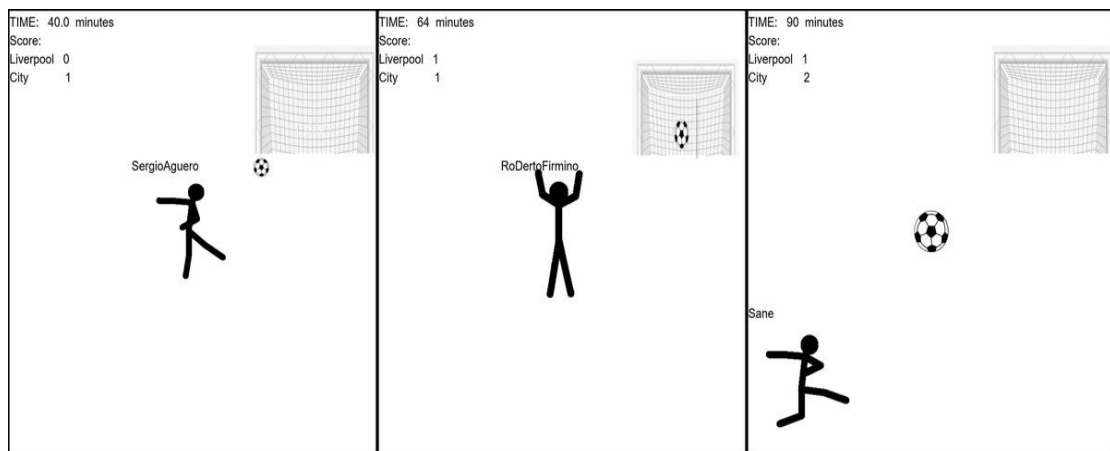 TIME: 40.0 minutes
Score:
Liverpool 0
City 1
SergioAguero
TIME: 64 minutes
Score:
Liverpool 1
City 1
RoDertoFirmino
TIME: 90 minutes
Score:
Liverpool 1
City 2
Sane